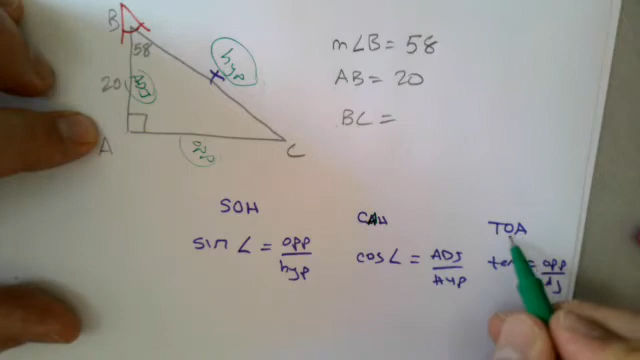 B
58
hyp
20
ADJ
A
opp
C
m∠B = 58
AB = 20
BC =
SOH
sin ∠ = opp/hyp
CAH
cos ∠ = ADJ/Hyp
TOA
= opp